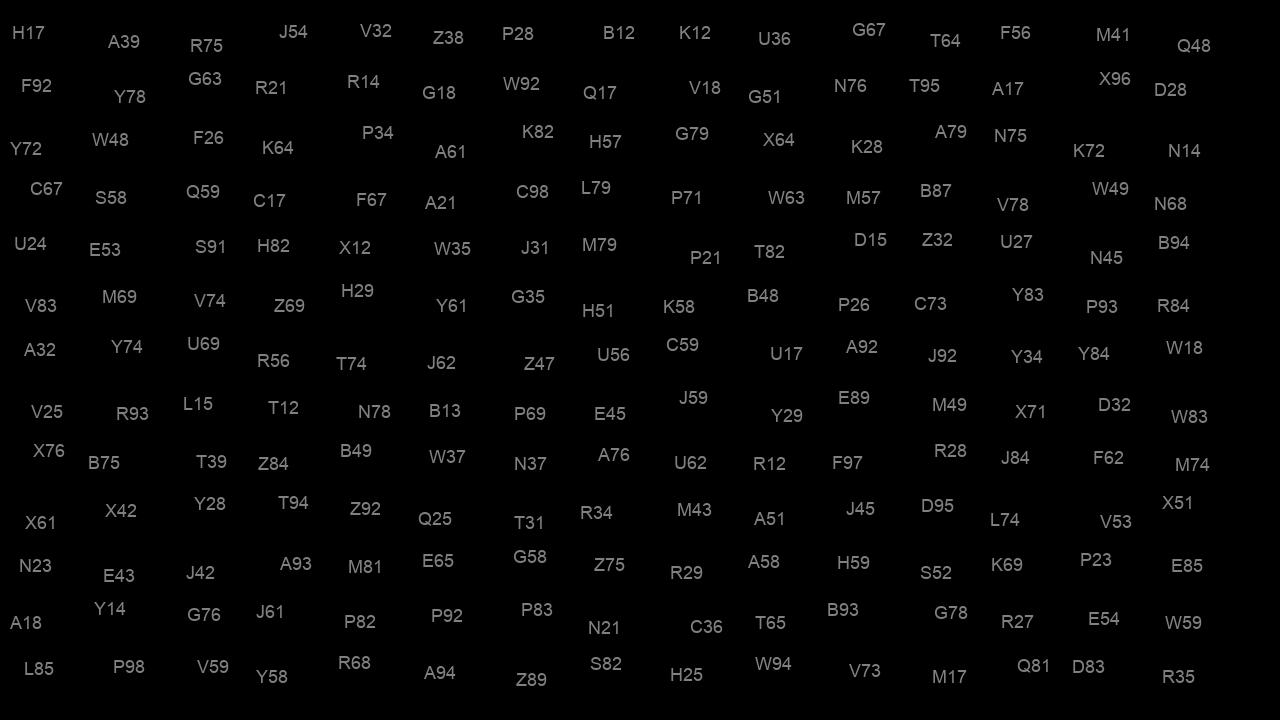 H17 A39 R75 J54 V32 Z38 P28 B12 K12 U36 G67 T64 F56 M41 Q48
F92 Y78 G63 R21 R14 G18 W92 Q17 V18 G51 N76 T95 A17 X96 D28
Y72 W48 F26 K64 P34 A61 K82 H57 G79 X64 K28 A79 N75 K72 N14
C67 S58 Q59 C17 F67 A21 C98 L79 P71 W63 M57 B87 V78 W49 N68
U24 E53 S91 H82 X12 W35 J31 M79 P21 T82 D15 Z32 U27 N45 B94
V83 M69 V74 Z69 H29 Y61 G35 H51 K58 B48 P26 C73 Y83 P93 R84
A32 Y74 U69 R56 T74 J62 Z47 U56 C59 U17 A92 J92 Y34 Y84 W18
V25 R93 L15 T12 N78 B13 P69 E45 J59 Y29 E89 M49 X71 D32 W83
X76 B75 T39 Z84 B49 W37 N37 A76 U62 R12 F97 R28 J84 F62 M74
X61 X42 Y28 T94 Z92 Q25 T31 R34 M43 A51 J45 D95 L74 V53 X51
N23 E43 J42 A93 M81 E65 G58 Z75 R29 A58 H59 S52 K69 P23 E85
A18 Y14 G76 J61 P82 P92 P83 N21 C36 T65 B93 G78 R27 E54 W59
L85 P98 V59 Y58 R68 A94 Z89 S82 H25 W94 V73 M17 Q81 D83 R35